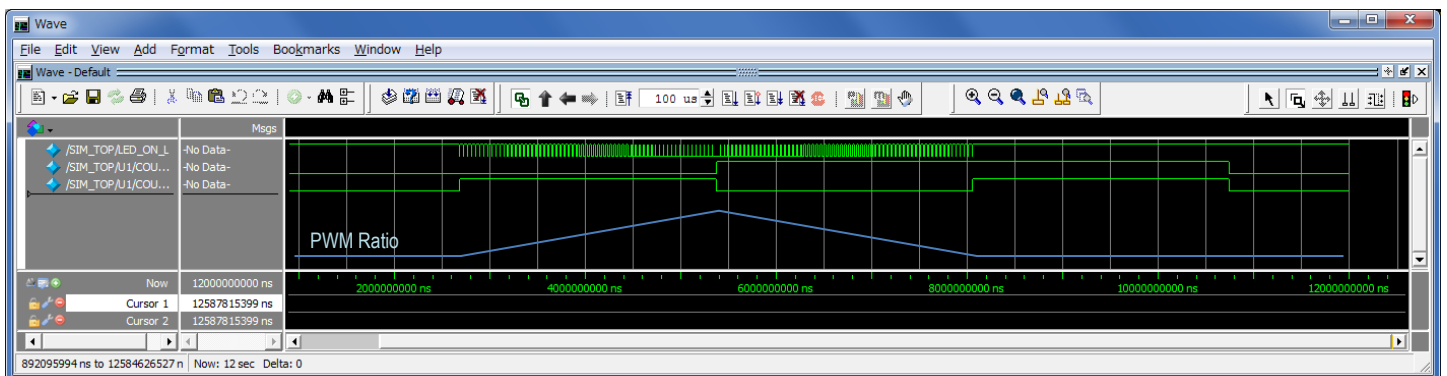 Wave
File Edit View Add Format Tools Bookmarks Window Help
Wave - Default
100 us
Msgs
/SIM_TOP/LED_ON_L -No Data-
/SIM_TOP/U1/COU... -No Data-
/SIM_TOP/U1/COU... -No Data-
PWM Ratio
Now 12000000000 ns
2000000000 ns 4000000000 ns 6000000000 ns 8000000000 ns 10000000000 ns 12000000000 ns
Cursor 1 12587815399 ns
Cursor 2 12587815399 ns
892095994 ns to 12584626527 n Now: 12 sec Delta: 0